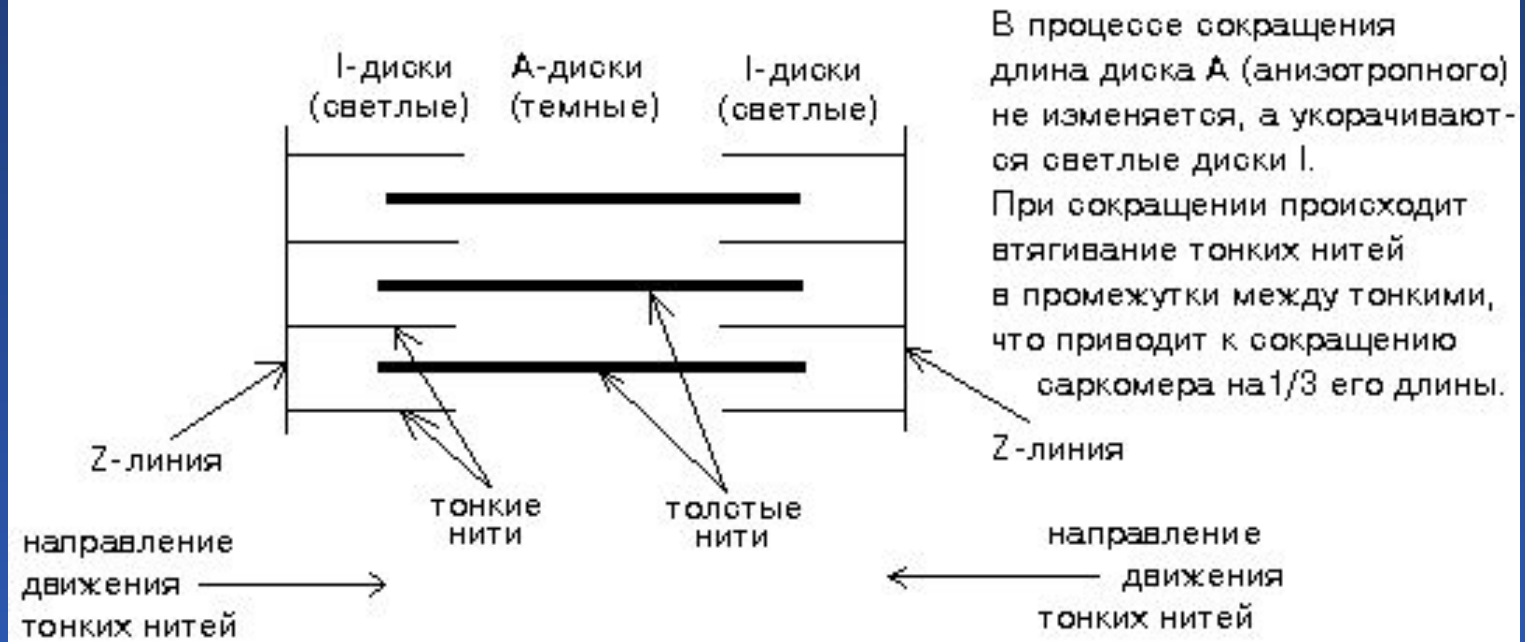 I-диски
(светлые)
А-диски
(темные)
I-диски
(светлые)
В процессе сокращения
длина диска А (анизотропного)
не изменяется, а укорачивают-
ся светлые диски I.
При сокращении происходит
втягивание тонких нитей
в промежутки между тонкими,
что приводит к сокращению
саркомера на1/3 его длины.
Z-линия
тонкие
нити
толстые
нити
Z-линия
направление
движения
тонких нитей
направление
движения
тонких нитей